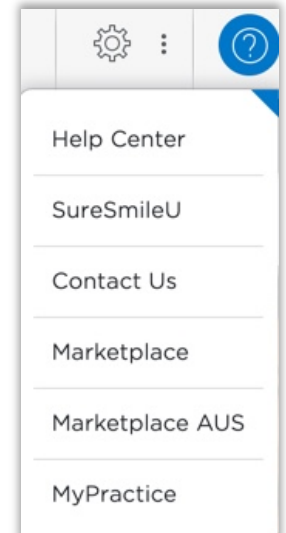 ?
Help Center
SureSmileU
Contact Us
Marketplace
Marketplace AUS
MyPractice